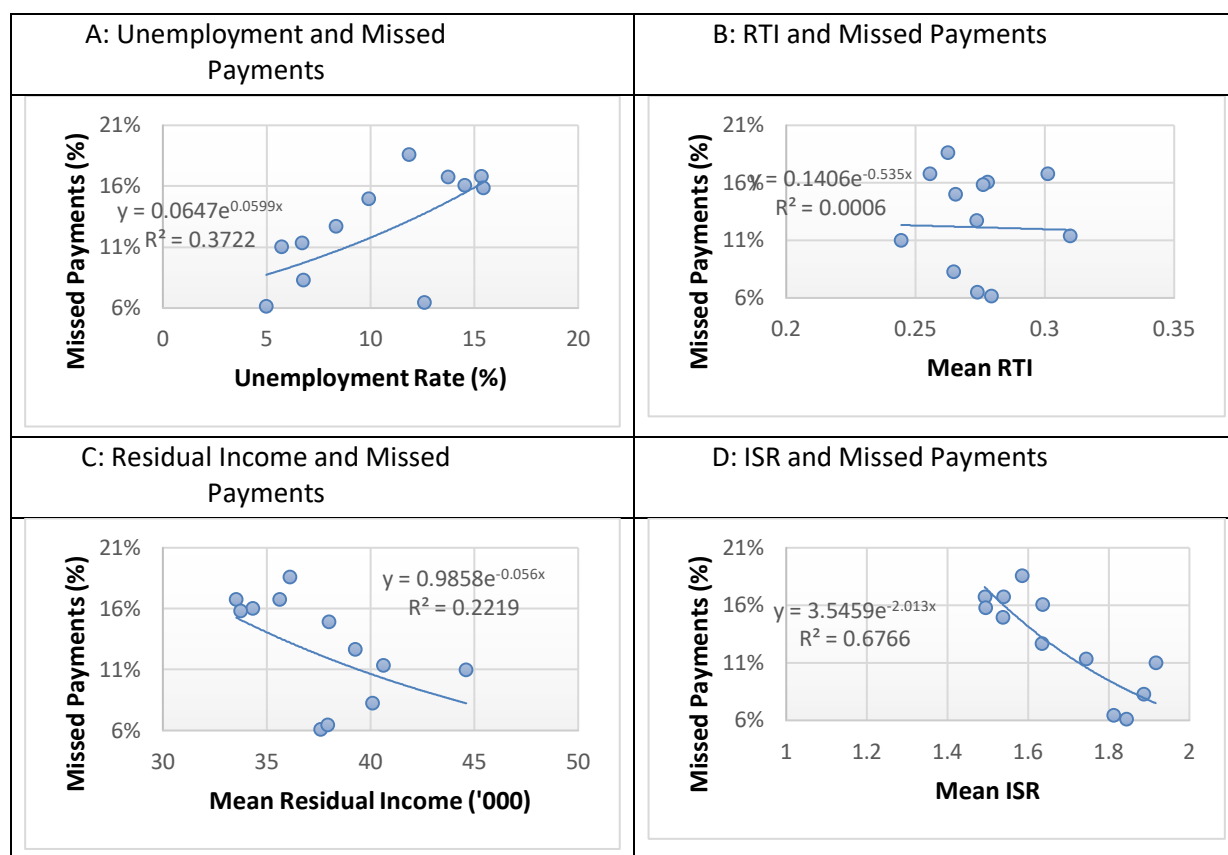 A: Unemployment and Missed
Payments
B: RTI and Missed Payments
Missed Payments (%)
21%
16%
11%
6%
y = 0.0647e^0.0599x
R² = 0.3722
0 5 10 15 20
Unemployment Rate (%)
Missed Payments (%)
21%
16%
11%
6%
y = 0.1406e^-0.535x
R² = 0.0006
0.2 0.25 0.3 0.35
Mean RTI
C: Residual Income and Missed
Payments
D: ISR and Missed Payments
Missed Payments (%)
21%
16%
11%
6%
y = 0.9858e^-0.056x
R² = 0.2219
30 35 40 45 50
Mean Residual Income ('000)
Missed Payments (%)
21%
16%
11%
6%
y = 3.5459e^-2.013x
R² = 0.6766
1 1.2 1.4 1.6 1.8 2
Mean ISR